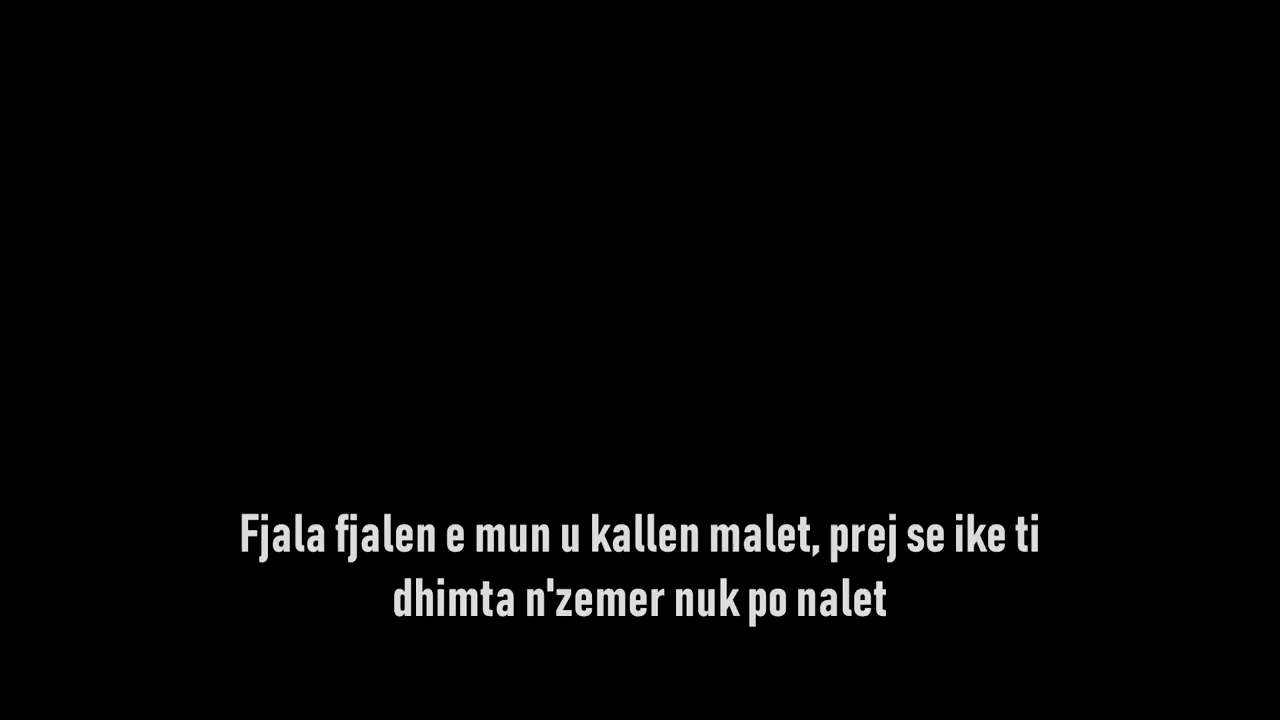 Fjala fjalen e mun u kallen malet, prej se ike ti
dhimta n'zemer nuk po nalet